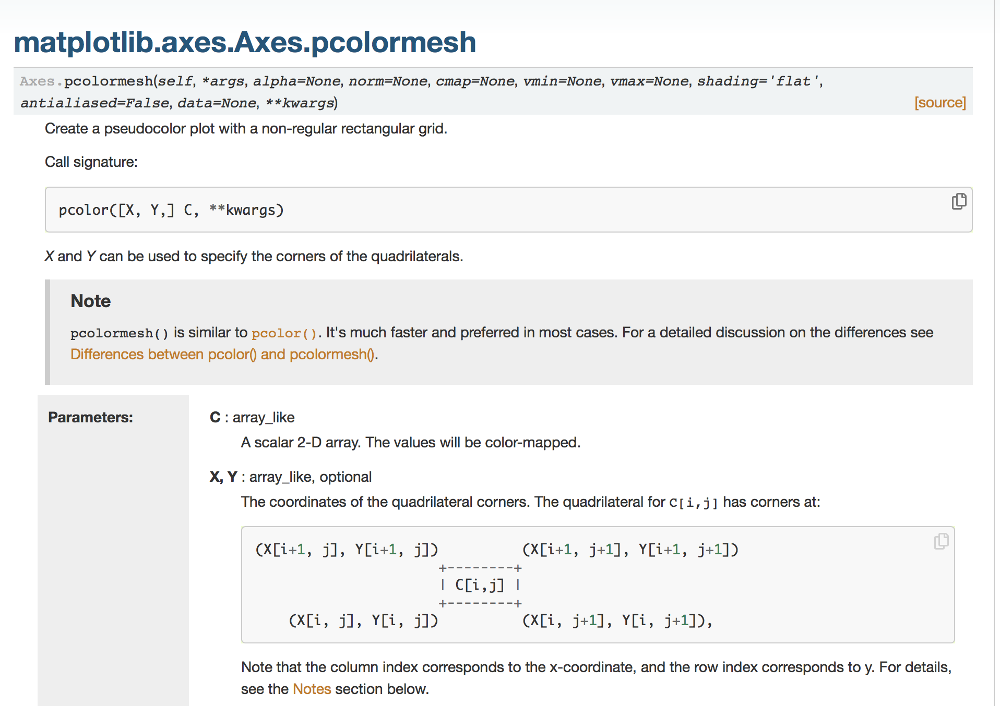 matplotlib.axes.Axes.pcolormesh
Axes.pcolormesh(self, *args, alpha=None, norm=None, cmap=None, vmin=None, vmax=None, shading='flat',
antialiased=False, data=None, **kwargs)
[source]
Create a pseudocolor plot with a non-regular rectangular grid.
Call signature:
pcolor([X, Y,] C, **kwargs)
X and Y can be used to specify the corners of the quadrilaterals.
Note
pcolormesh() is similar to pcolor(). It's much faster and preferred in most cases. For a detailed discussion on the differences see
Differences between pcolor() and pcolormesh().
Parameters:
C : array_like
A scalar 2-D array. The values will be color-mapped.
X, Y : array_like, optional
The coordinates of the quadrilateral corners. The quadrilateral for C[i,j] has corners at:
(X[i+1, j], Y[i+1, j])          (X[i+1, j+1], Y[i+1, j+1])
                      +--------+
                      | C[i,j] |
                      +--------+
    (X[i, j], Y[i, j])          (X[i, j+1], Y[i, j+1]),
Note that the column index corresponds to the x-coordinate, and the row index corresponds to y. For details,
see the Notes section below.